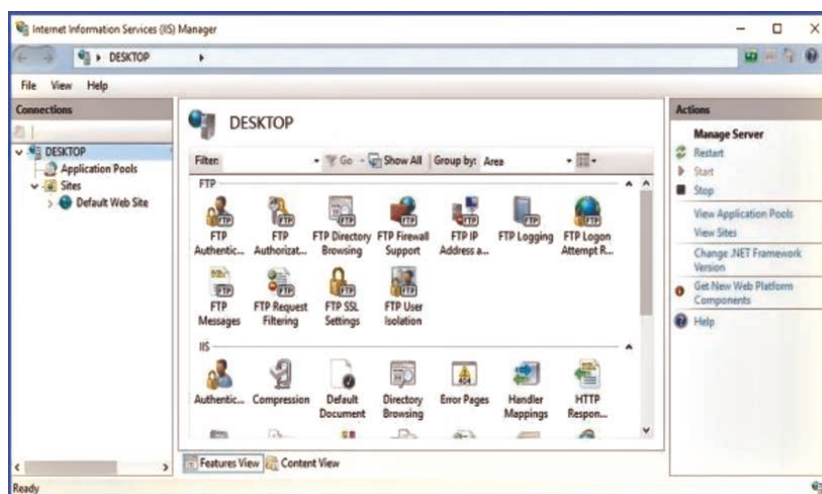 Internet Information Services (IIS) Manager
DESKTOP
File View Help
Connections
DESKTOP
Application Pools
Sites
Default Web Site
DESKTOP
Filter: Go Show All Group by: Area
FTP
FTP Authentic...
FTP Authorizat...
FTP Directory Browsing
FTP Firewall Support
FTP IP Address a...
FTP Logging
FTP Logon Attempt R...
FTP Messages
FTP Request Filtering
FTP SSL Settings
FTP User Isolation
IIS
Authentic...
Compression
Default Document
Directory Browsing
Error Pages
Handler Mappings
HTTP Respon...
Features View Content View
Actions
Manage Server
Restart
Start
Stop
View Application Pools
View Sites
Change .NET Framework
Version
Get New Web Platform
Components
Help
Ready